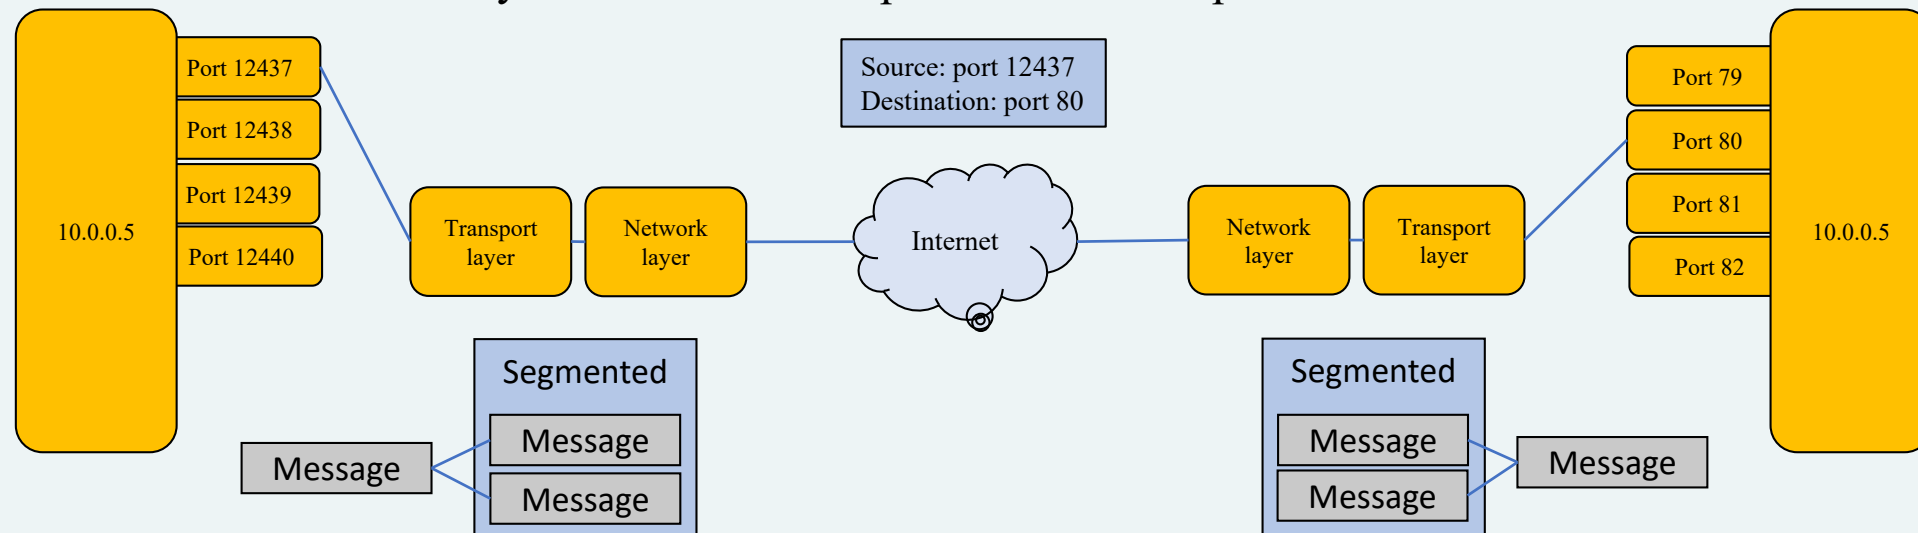 10.0.0.5
Port 12437
Port 12438
Port 12439
Port 12440
Transport
layer
Network
layer
Source: port 12437
Destination: port 80
Internet
Network
layer
Transport
layer
Port 79
Port 80
Port 81
Port 82
10.0.0.5
Message
Segmented
Message
Message
Segmented
Message
Message
Message